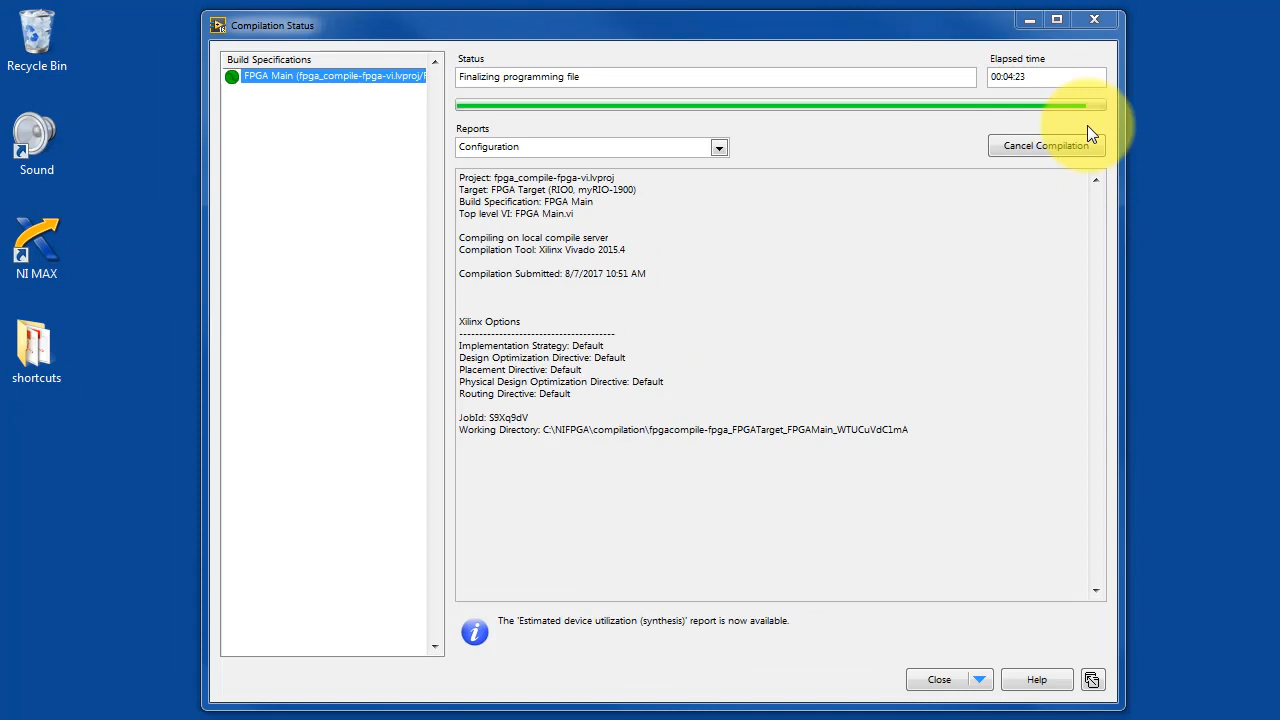 Recycle Bin
Sound
NI MAX
shortcuts
Compilation Status
Build Specifications
FPGA Main (fpga_compile-fpga-vi.lvproj/F
Status
Finalizing programming file
Elapsed time
00:04:23
Reports
Configuration
Cancel Compilation
Project: fpga_compile-fpga-vi.lvproj
Target: FPGA Target (RIO0, myRIO-1900)
Build Specification: FPGA Main
Top level VI: FPGA Main.vi
Compiling on local compile server
Compilation Tool: Xilinx Vivado 2015.4
Compilation Submitted: 8/7/2017 10:51 AM
Xilinx Options
---------------------------------------
Implementation Strategy: Default
Design Optimization Directive: Default
Placement Directive: Default
Physical Design Optimization Directive: Default
Routing Directive: Default
JobId: S9Xq9dV
Working Directory: C:\NIFPGA\compilation\fpgacompile-fpga_FPGATarget_FPGAMain_WTUCuVdC1mA
The 'Estimated device utilization (synthesis)' report is now available.
Close
Help